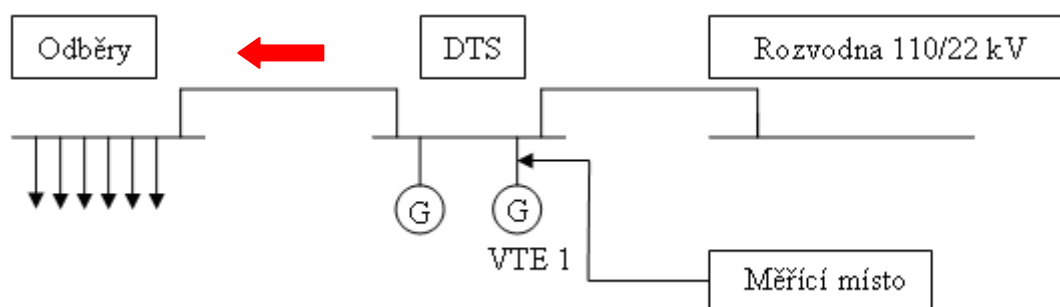 Odběry
DTS
Rozvodna 110/22 kV
G
G
VTE 1
Měřící místo